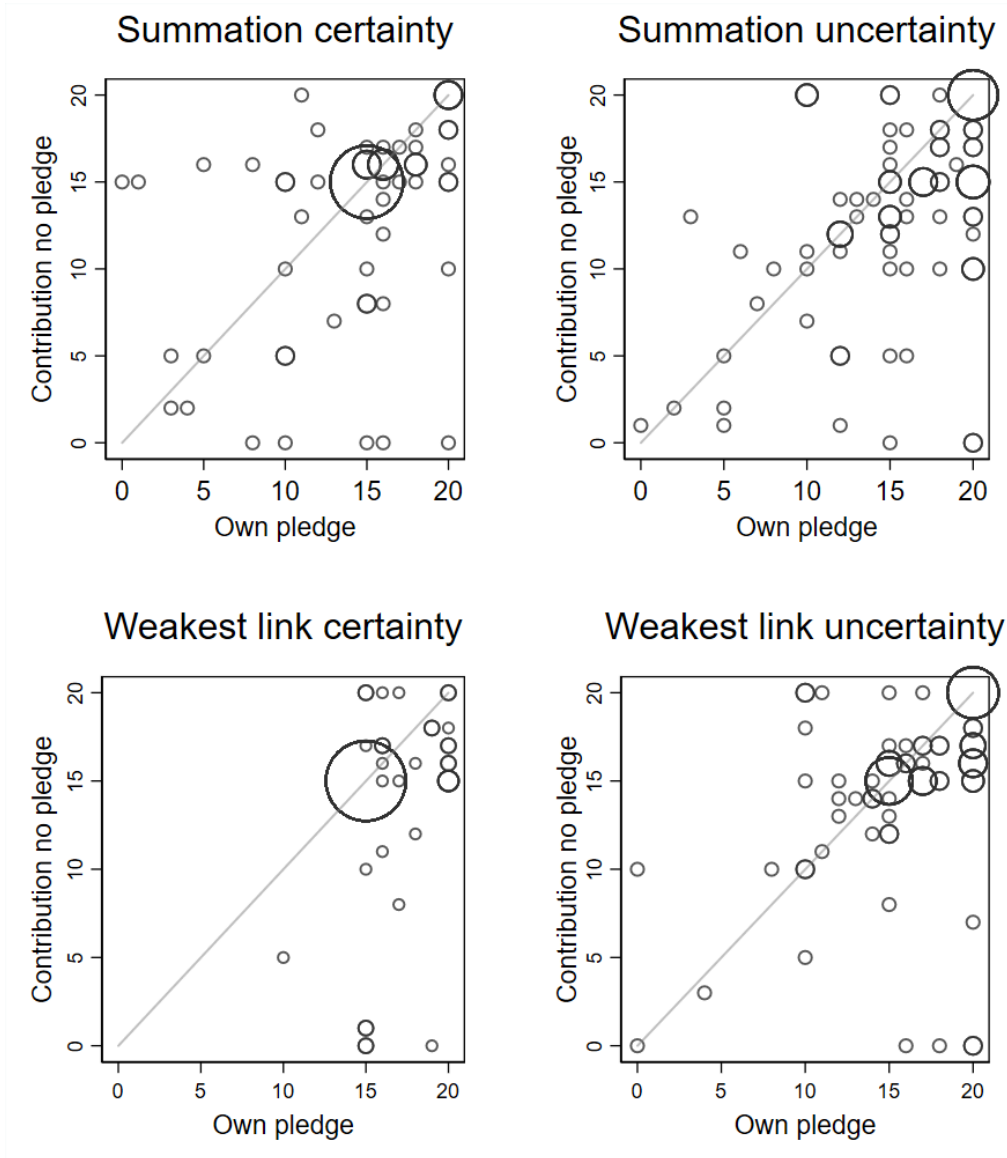 Summation certainty
Contribution no pledge
20
15
10
5
0
0 5 10 15 20
Own pledge
Summation uncertainty
Contribution no pledge
20
15
10
5
0
0 5 10 15 20
Own pledge
Weakest link certainty
Contribution no pledge
20
15
10
5
0
0 5 10 15 20
Own pledge
Weakest link uncertainty
Contribution no pledge
20
15
10
5
0
0 5 10 15 20
Own pledge